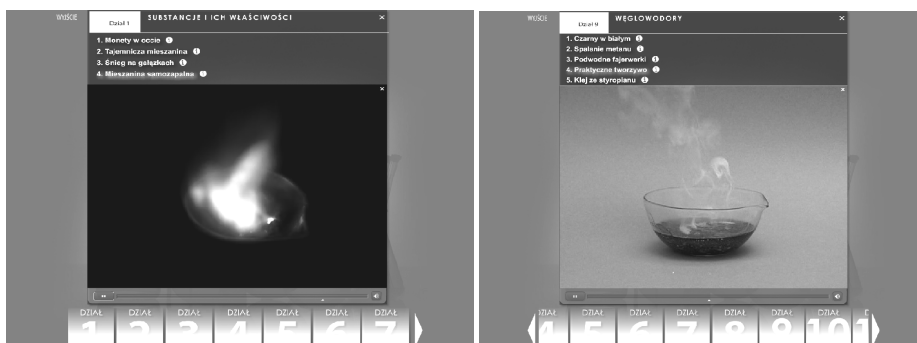 WYJŚCIE
Dział 1
SUBSTANCJE I ICH WŁAŚCIWOŚCI
1. Monety w occie
2. Tajemnicza mieszanina
3. Śnieg na gałązkach
4. Mieszanina samozapalna
DZIAŁ 1
DZIAŁ 2
DZIAŁ 3
DZIAŁ 4
DZIAŁ 5
DZIAŁ 6
DZIAŁ 7
WYJŚCIE
Dział 9
WĘGLOWODORY
1. Czarny w białym
2. Spalanie metanu
3. Podwodne fajerwerki
4. Praktyczne tworzywo
5. Klej ze styropianu
DZIAŁ 4
DZIAŁ 5
DZIAŁ 6
DZIAŁ 7
DZIAŁ 8
DZIAŁ 9
DZIAŁ 10